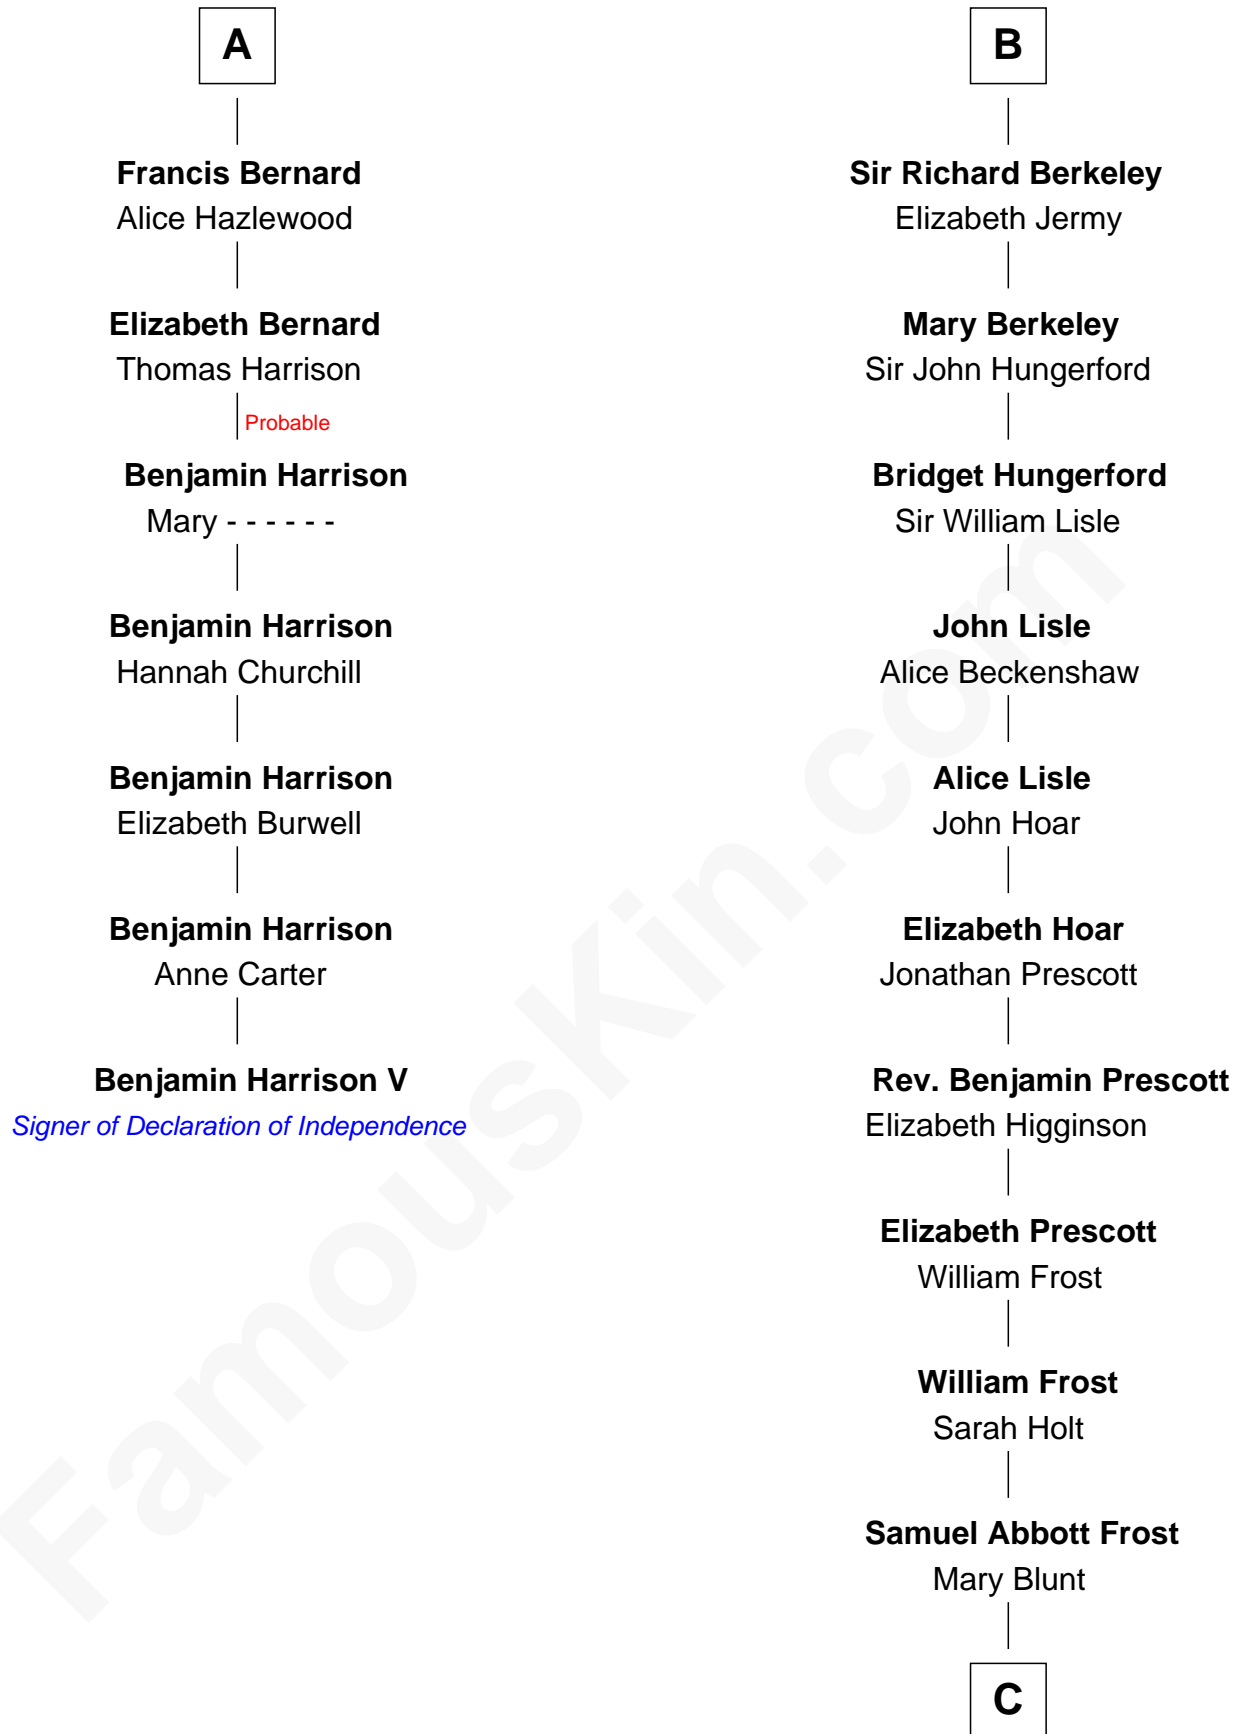 A
Francis Bernard
Alice Hazlewood
Elizabeth Bernard
Thomas Harrison
Probable
Benjamin Harrison
Mary - - - - - -
Benjamin Harrison
Hannah Churchill
Benjamin Harrison
Elizabeth Burwell
Benjamin Harrison
Anne Carter
Benjamin Harrison V
Signer of Declaration of Independence
B
Sir Richard Berkeley
Elizabeth Jermy
Mary Berkeley
Sir John Hungerford
Bridget Hungerford
Sir William Lisle
John Lisle
Alice Beckenshaw
Alice Lisle
John Hoar
Elizabeth Hoar
Jonathan Prescott
Rev. Benjamin Prescott
Elizabeth Higginson
Elizabeth Prescott
William Frost
William Frost
Sarah Holt
Samuel Abbott Frost
Mary Blunt
C
FamousKin.com